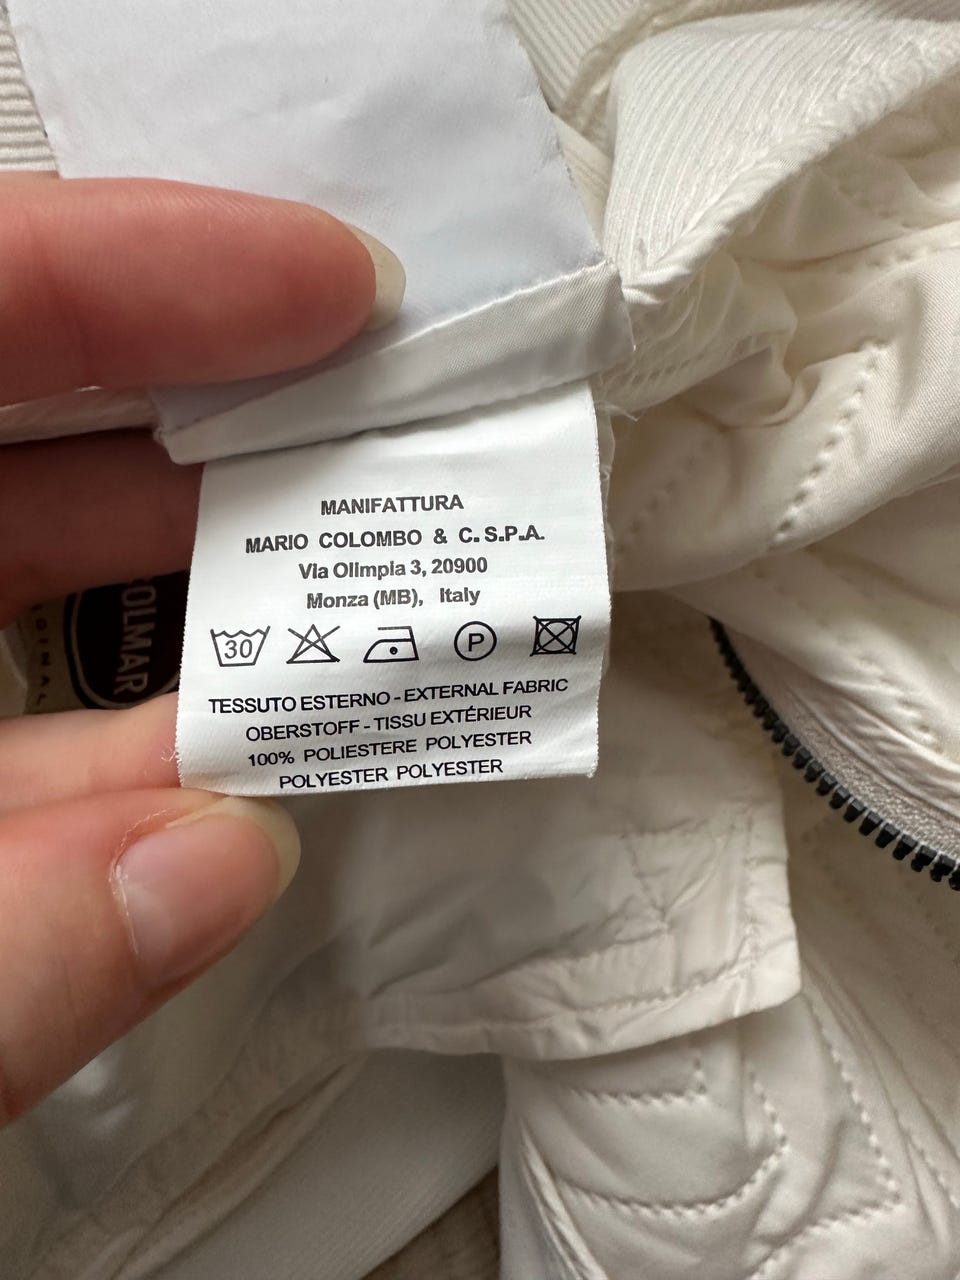 MANIFATTURA
MARIO COLOMBO & C. S.P.A.
Via Olimpia 3, 20900
Monza (MB), Italy
30
P
TESSUTO ESTERNO - EXTERNAL FABRIC
OBERSTOFF - TISSU EXTÉRIEUR
100% POLIESTERE POLYESTER
POLYESTER POLYESTER
COLMAR